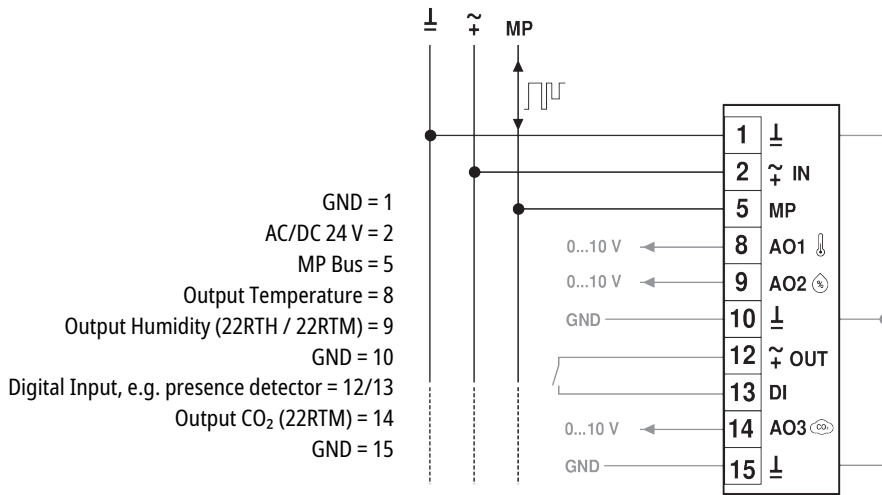 MP
GND = 1
AC/DC 24 V = 2
MP Bus = 5
Output Temperature = 8
Output Humidity (22RTH / 22RTM) = 9
GND = 10
Digital Input, e.g. presence detector = 12/13
Output CO₂ (22RTM) = 14
GND = 15
1
2 IN
5 MP
0...10 V 8 AO1
0...10 V 9 AO2 %
GND 10
12 OUT
13 DI
0...10 V 14 AO3 CO₂
GND 15